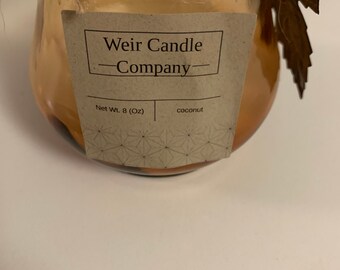 Weir Candle
Company
Net Wt. 8 (Oz) coconut